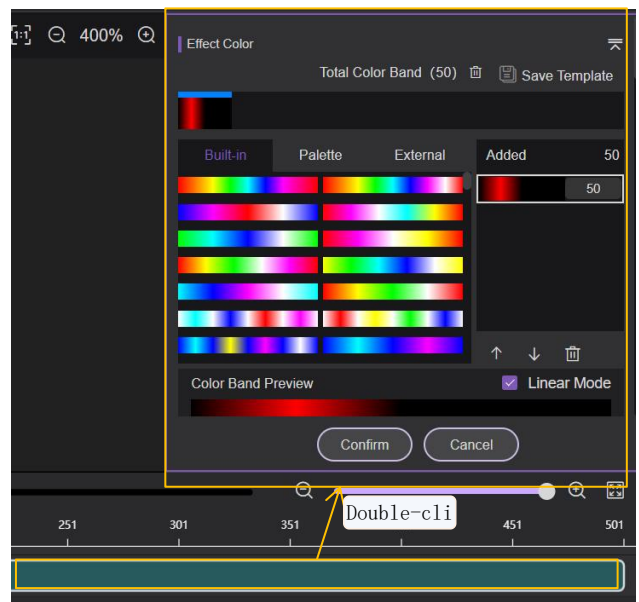 1:1 400%
Effect Color
Total Color Band (50) Save Template
Built-in Palette External Added 50
50
Color Band Preview Linear Mode
Confirm Cancel
Double-cli
251 301 351 451 501